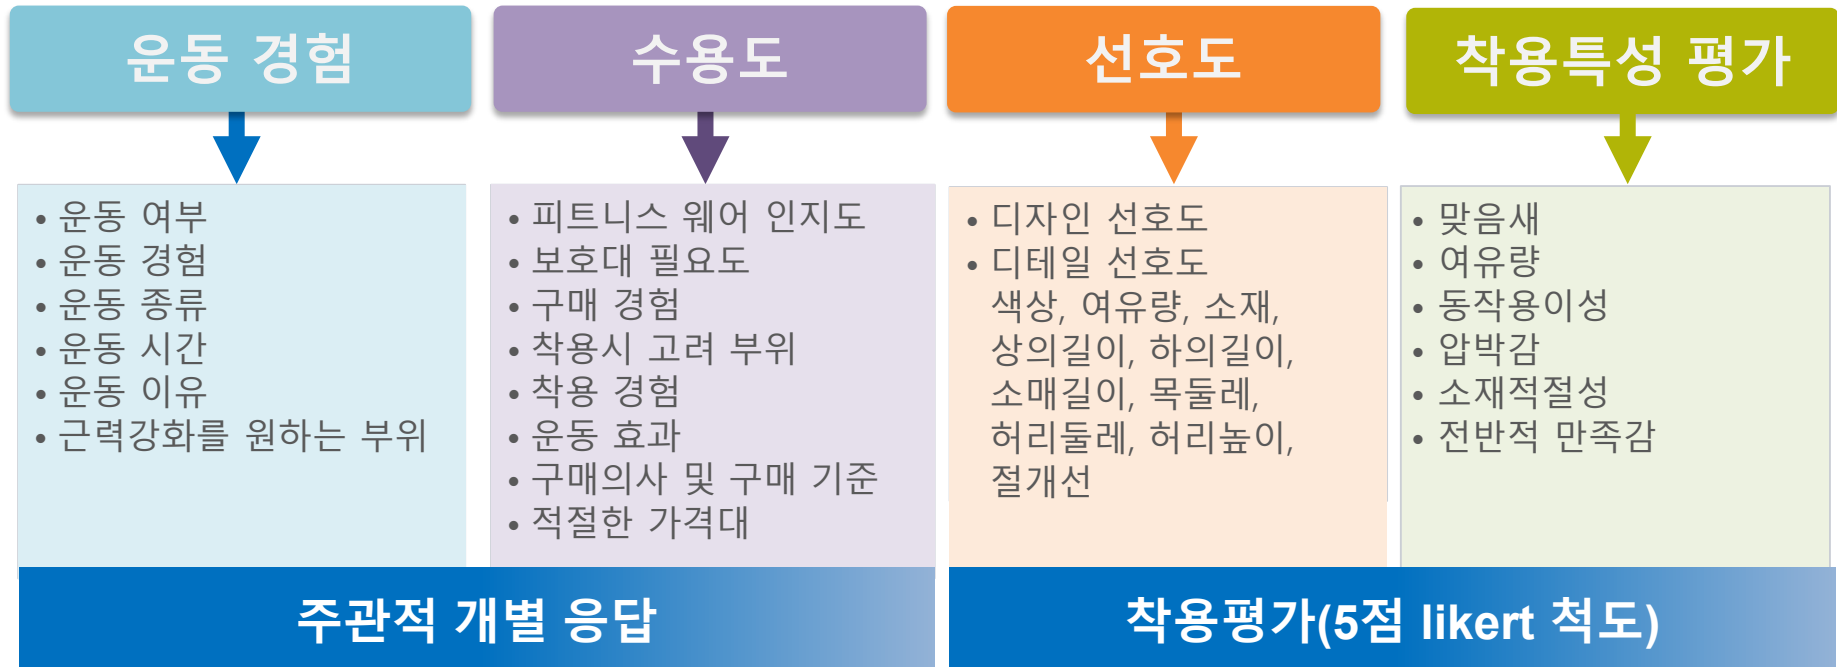 운동 경험
• 운동 여부
• 운동 경험
• 운동 종류
• 운동 시간
• 운동 이유
• 근력강화를 원하는 부위
수용도
• 피트니스 웨어 인지도
• 보호대 필요도
• 구매 경험
• 착용시 고려 부위
• 착용 경험
• 운동 효과
• 구매의사 및 구매 기준
• 적절한 가격대
주관적 개별 응답
선호도
• 디자인 선호도
• 디테일 선호도
색상, 여유량, 소재,
상의길이, 하의길이,
소매길이, 목둘레,
허리둘레, 허리높이,
절개선
착용특성 평가
• 맞음새
• 여유량
• 동작용이성
• 압박감
• 소재적절성
• 전반적 만족감
착용평가(5점 likert 척도)